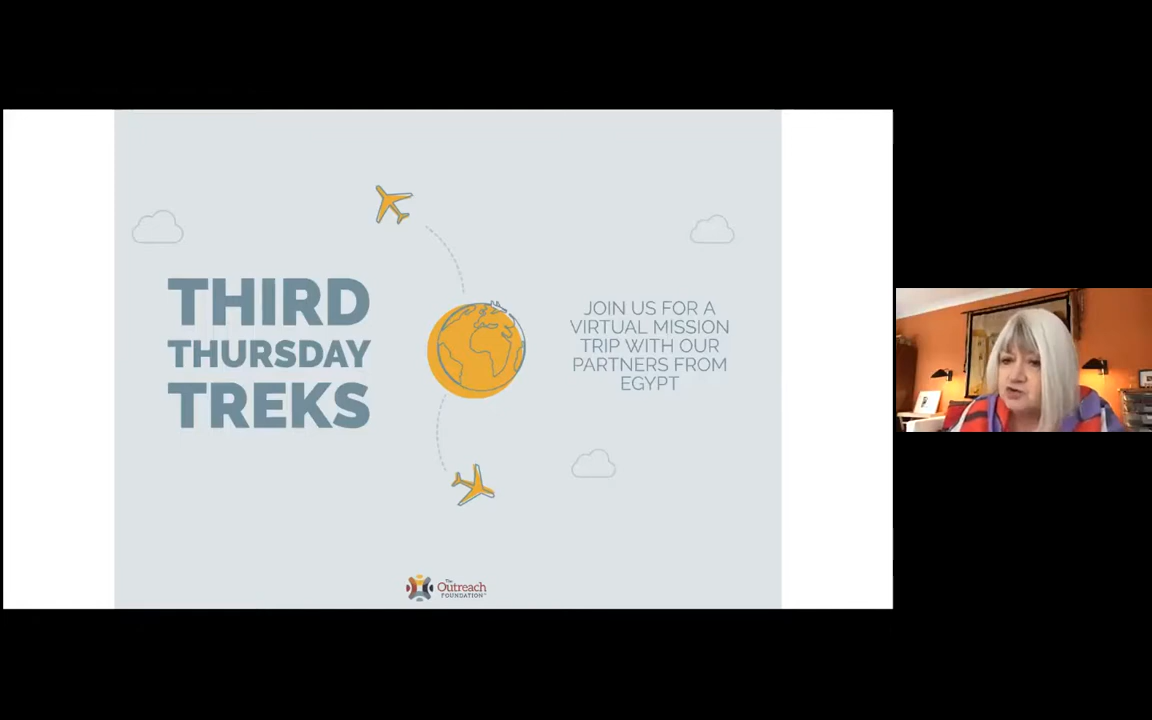 THIRD
THURSDAY
TREKS
JOIN US FOR A
VIRTUAL MISSION
TRIP WITH OUR
PARTNERS FROM
EGYPT
The
Outreach
FOUNDATION